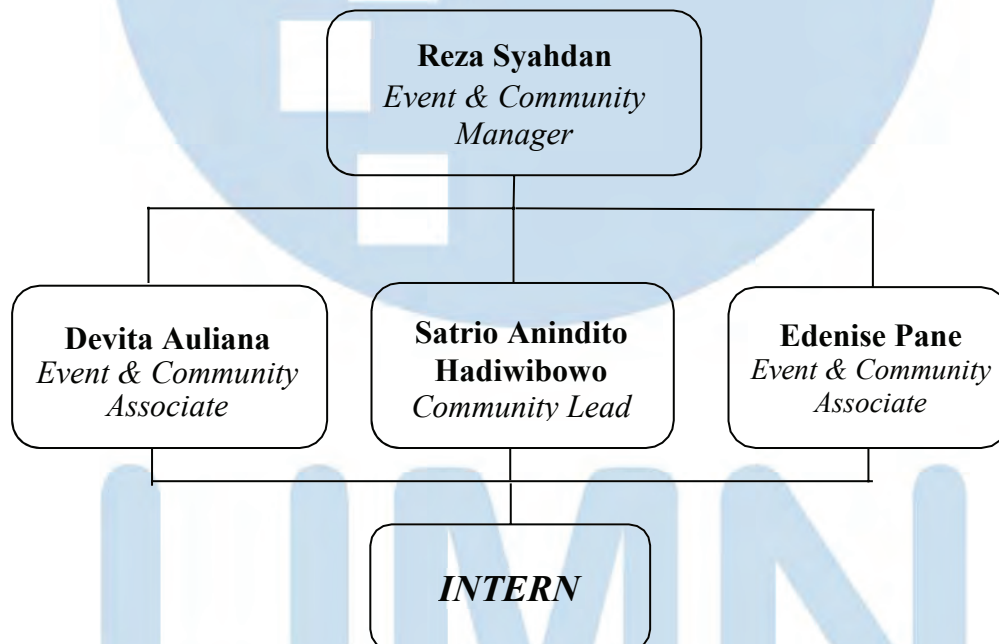 Reza Syahdan
Event & Community
Manager
Devita Auliana
Event & Community
Associate
Satrio Anindito
Hadiwibowo
Community Lead
Edenise Pane
Event & Community
Associate
INTERN
UMN